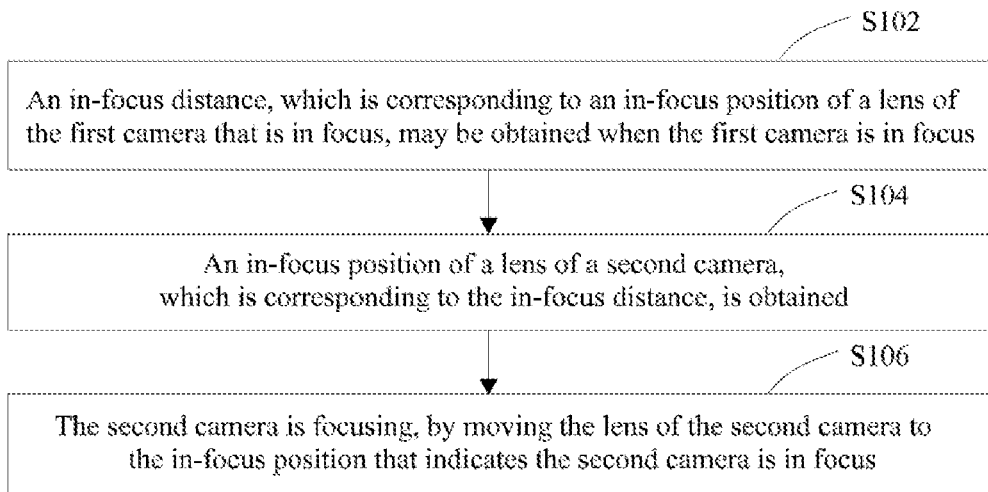 S102
An in-focus distance, which is corresponding to an in-focus position of a lens of
the first camera that is in focus, may be obtained when the first camera is in focus
S104
An in-focus position of a lens of a second camera,
which is corresponding to the in-focus distance, is obtained
S106
The second camera is focusing, by moving the lens of the second camera to
the in-focus position that indicates the second camera is in focus